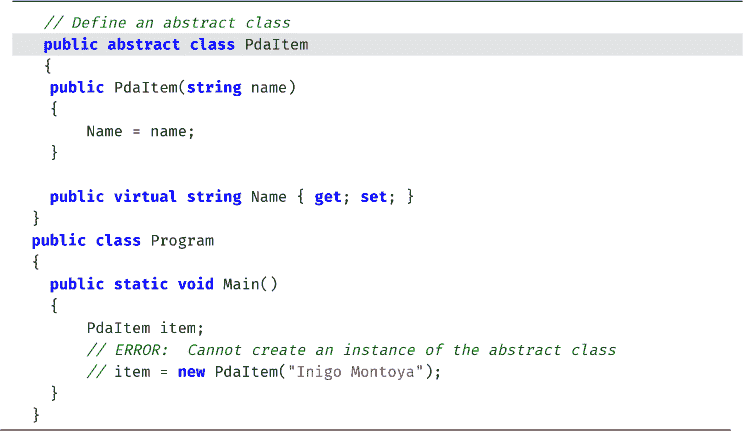 // Define an abstract class
public abstract class PdaItem
{
public PdaItem(string name)
{
Name = name;
}
public virtual string Name { get; set; }
}
public class Program
{
public static void Main()
{
PdaItem item;
// ERROR:  Cannot create an instance of the abstract class
// item = new PdaItem("Inigo Montoya");
}
}